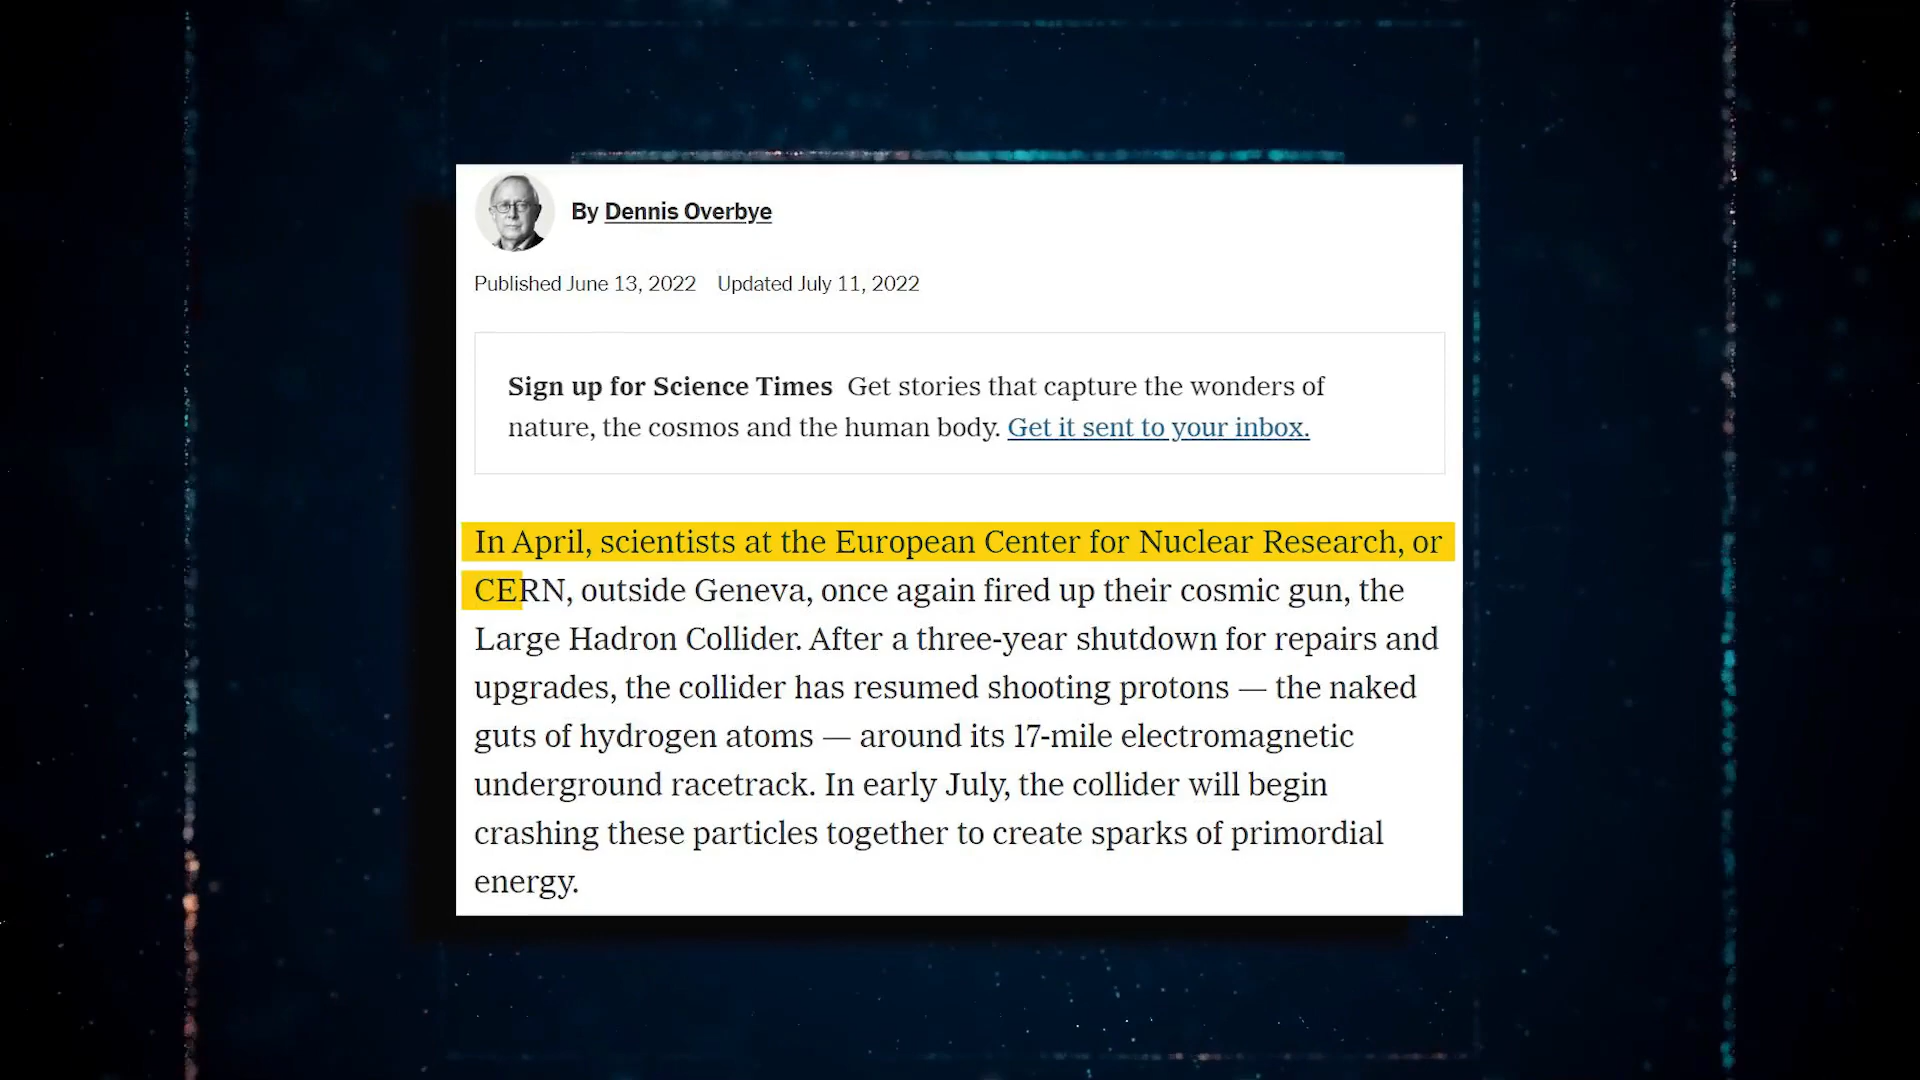 By Dennis Overbye
Published June 13, 2022 Updated July 11, 2022
Sign up for Science Times Get stories that capture the wonders of
nature, the cosmos and the human body. Get it sent to your inbox.
In April, scientists at the European Center for Nuclear Research, or
CERN, outside Geneva, once again fired up their cosmic gun, the
Large Hadron Collider. After a three-year shutdown for repairs and
upgrades, the collider has resumed shooting protons — the naked
guts of hydrogen atoms — around its 17-mile electromagnetic
underground racetrack. In early July, the collider will begin
crashing these particles together to create sparks of primordial
energy.